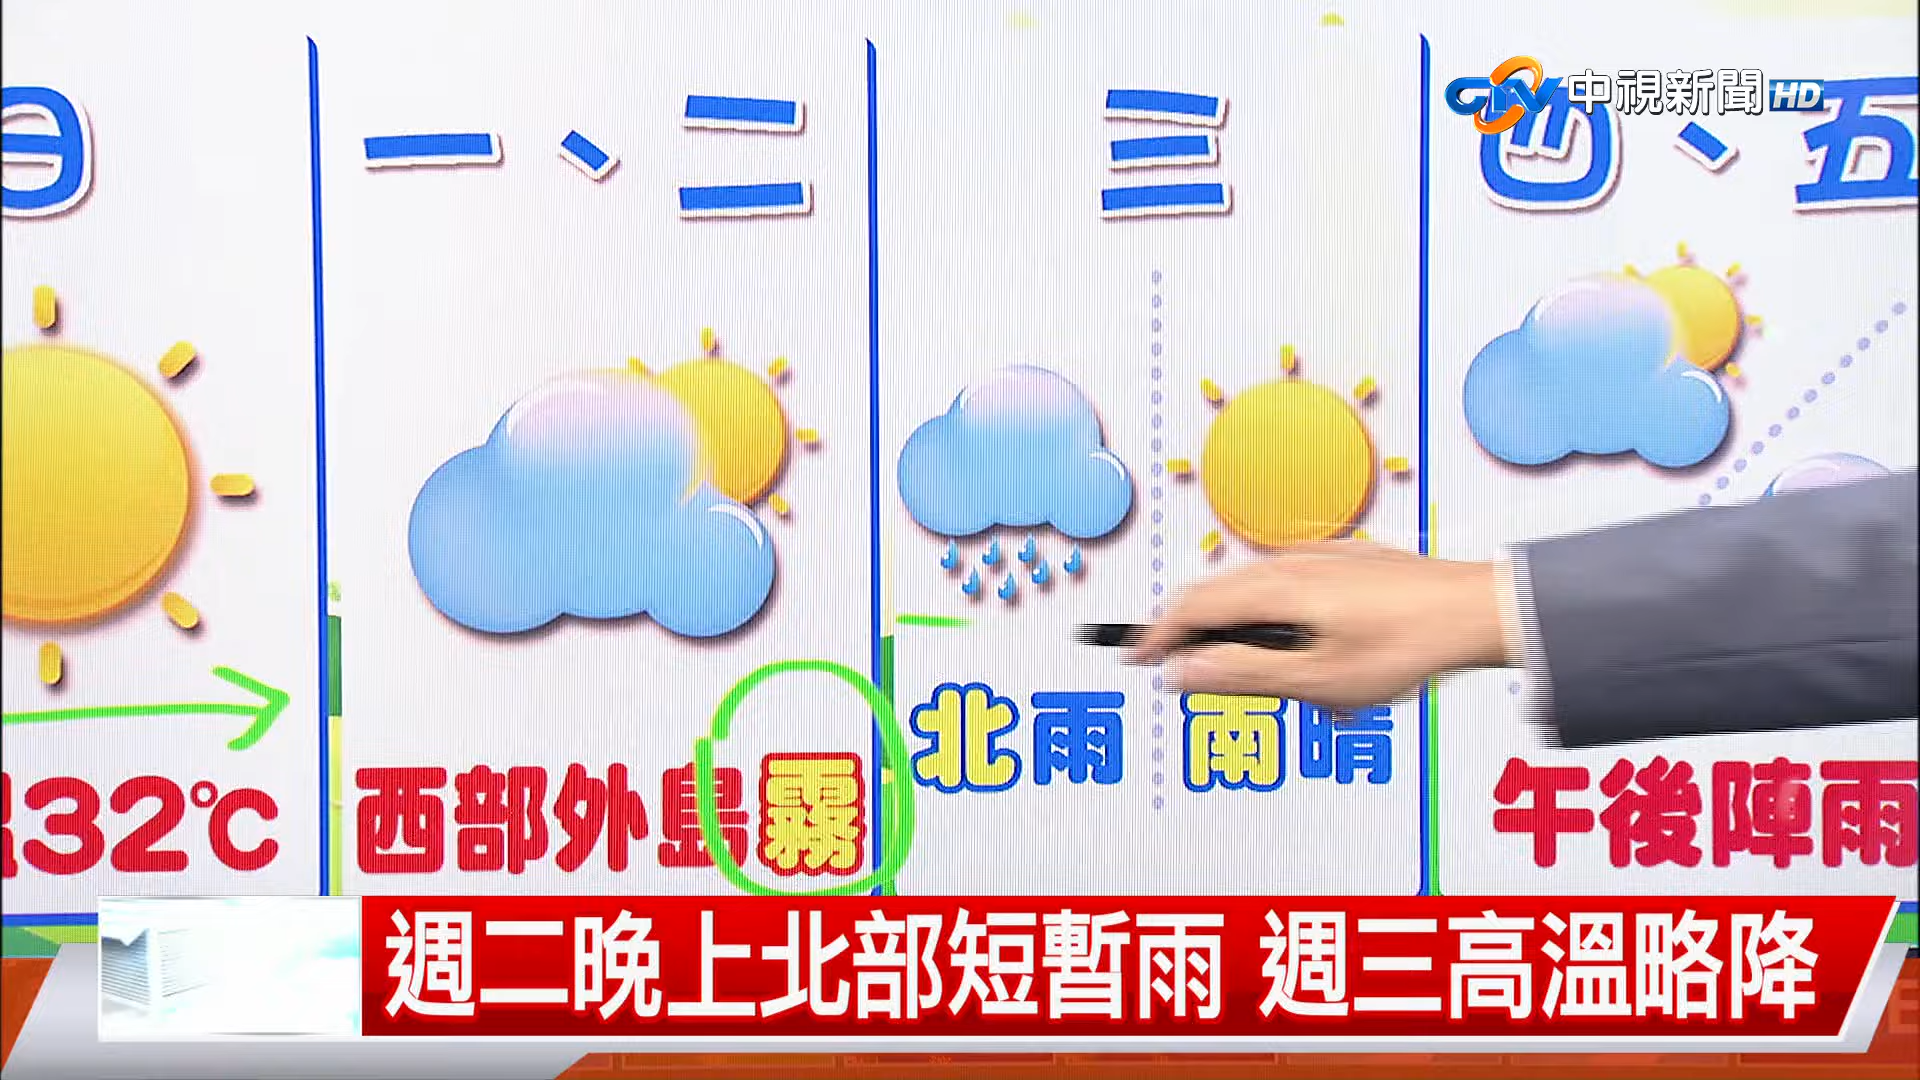 CTV 中視新聞 HD
日
一、二
三
四、五
北雨
南晴
32℃
西部外島霧
午後陣雨
週二晚上北部短暫雨 週三高溫略降